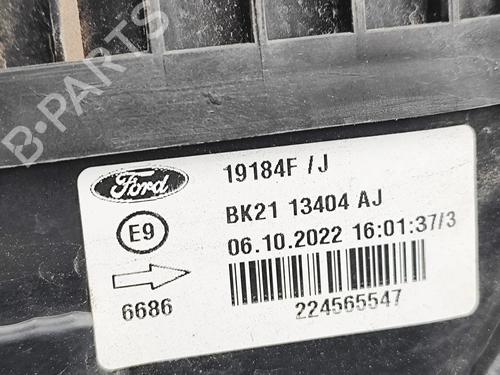 B-PARTS
Ford
19184F /J
E9
BK21 13404 AJ
06.10.2022 16:01:37/3
6686
224565547